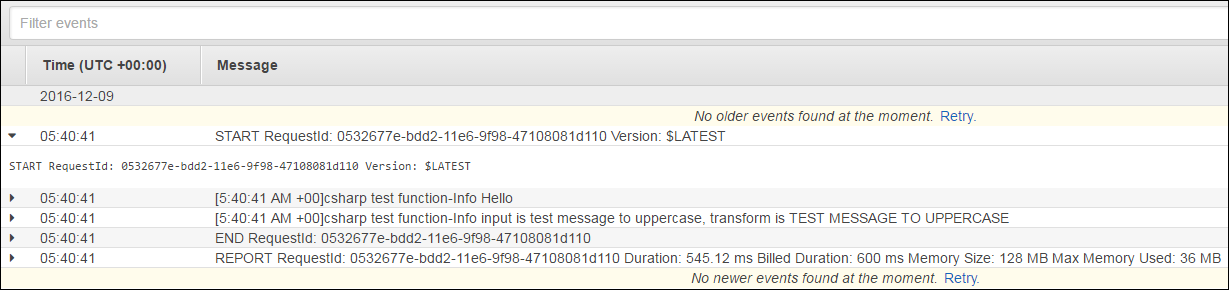 Filter events
Time (UTC +00:00) Message
2016-12-09
No older events found at the moment. Retry.
05:40:41 START RequestId: 0532677e-bdd2-11e6-9f98-47108081d110 Version: $LATEST
START RequestId: 0532677e-bdd2-11e6-9f98-47108081d110 Version: $LATEST
05:40:41 [5:40:41 AM +00]csharp test function-Info Hello
05:40:41 [5:40:41 AM +00]csharp test function-Info input is test message to uppercase, transform is TEST MESSAGE TO UPPERCASE
05:40:41 END RequestId: 0532677e-bdd2-11e6-9f98-47108081d110
05:40:41 REPORT RequestId: 0532677e-bdd2-11e6-9f98-47108081d110 Duration: 545.12 ms Billed Duration: 600 ms Memory Size: 128 MB Max Memory Used: 36 MB
No newer events found at the moment. Retry.